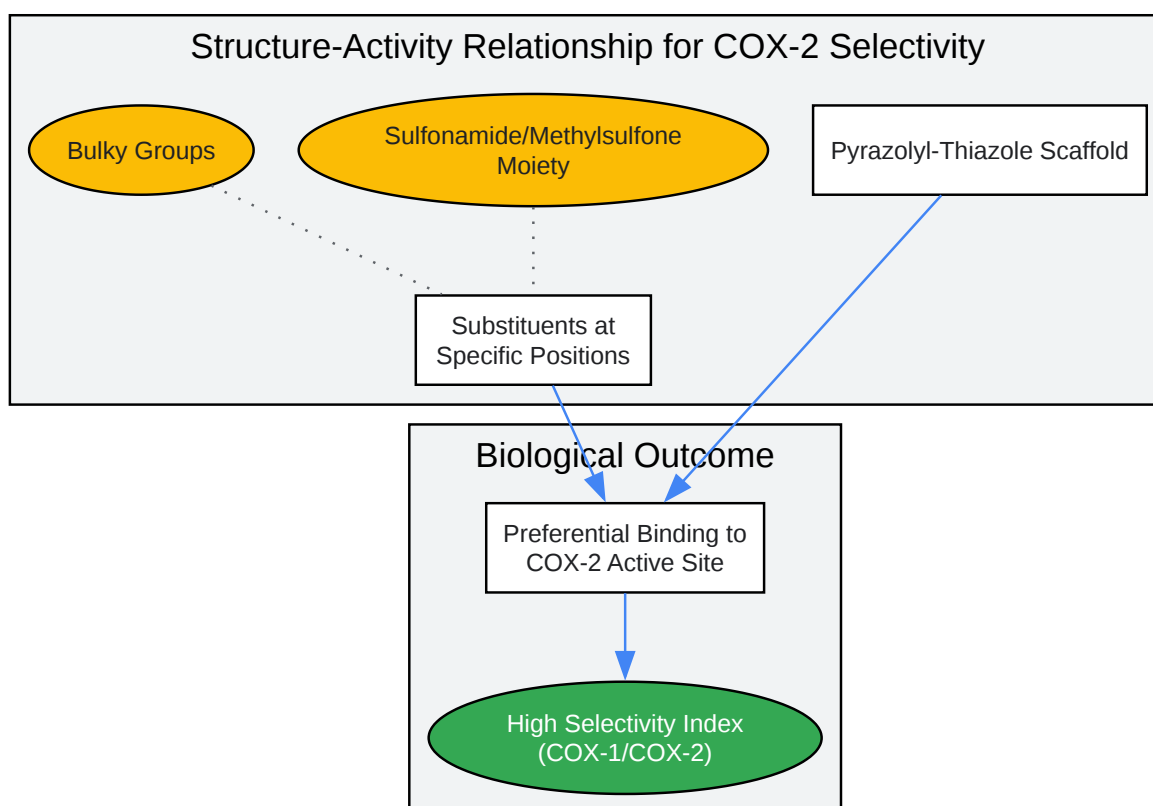 Structure-Activity Relationship for COX-2 Selectivity
Bulky Groups
Sulfonamide/Methylsulfone
Moiety
Pyrazolyl-Thiazole Scaffold
Substituents at
Specific Positions
Biological Outcome
Preferential Binding to
COX-2 Active Site
High Selectivity Index
(COX-1/COX-2)